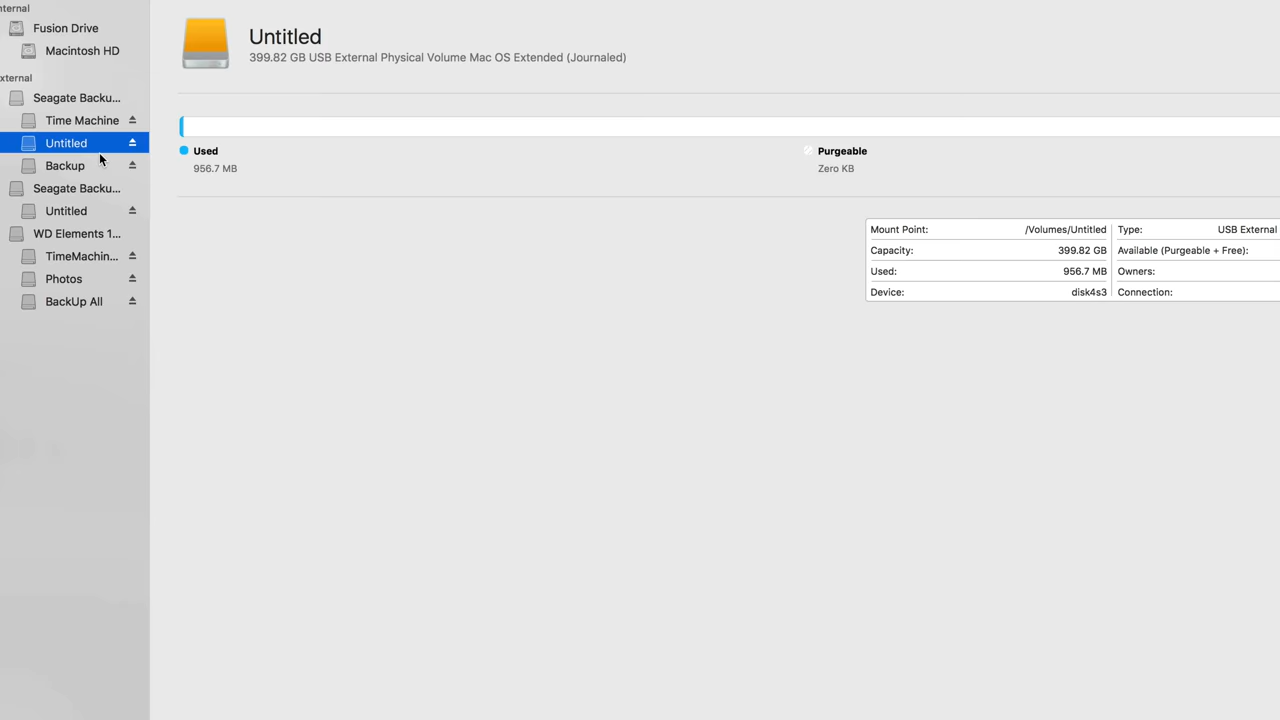 nternal
Fusion Drive
Macintosh HD
xternal
Seagate Backu...
Time Machine
Untitled
Backup
Seagate Backu...
Untitled
WD Elements 1...
TimeMachin...
Photos
BackUp All
Untitled
399.82 GB USB External Physical Volume Mac OS Extended (Journaled)
Used
956.7 MB
Purgeable
Zero KB
Mount Point: /Volumes/Untitled Type: USB External
Capacity: 399.82 GB Available (Purgeable + Free):
Used: 956.7 MB Owners:
Device: disk4s3 Connection: